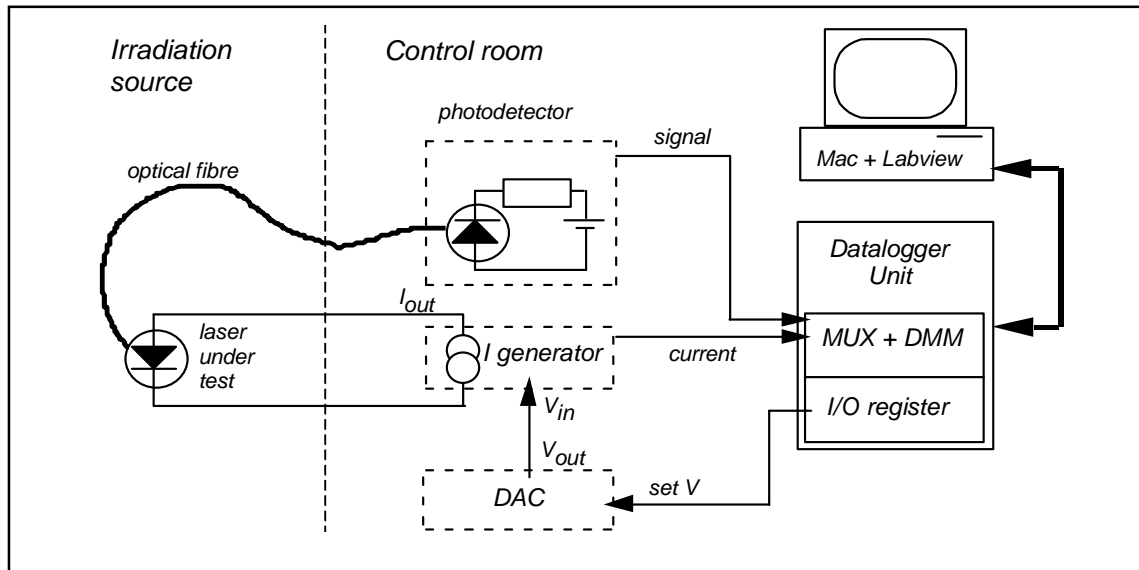 Irradiation
source
Control room
photodetector
signal
Mac + Labview
optical fibre
Datalogger
Unit
I_out
laser
under
test
I generator
current
MUX + DMM
V_in
I/O register
V_out
DAC
set V